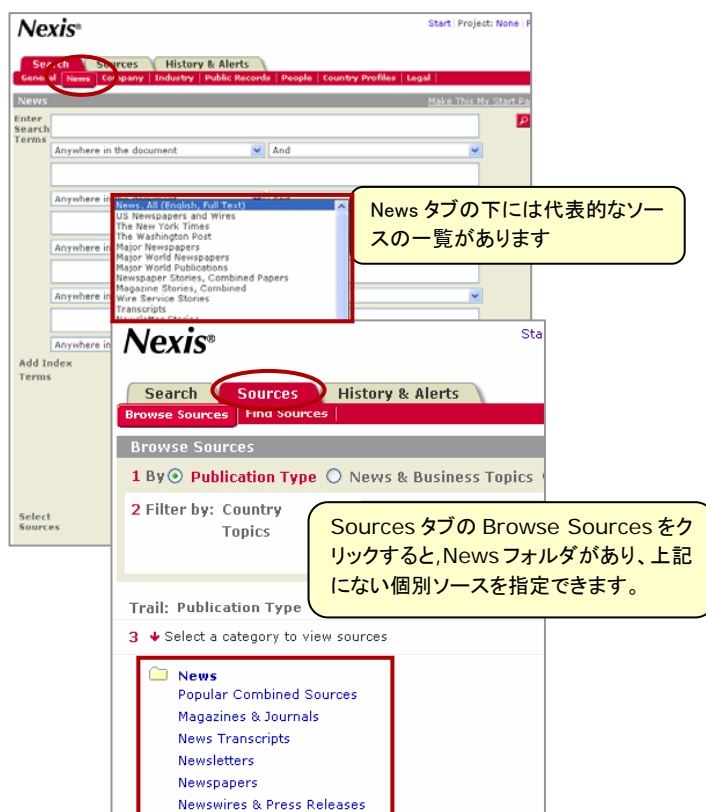 Nexis®
Start | Project: None | P
Search Sources History & Alerts
General | News | Company | Industry | Public Records | People | Country Profiles | Legal |
News Make This My Start Pa
Enter
Search
Terms
Anywhere in the document And
Anywhere in
News, All (English, Full Text)
US Newspapers and Wires
The New York Times
The Washington Post
Major Newspapers
Major World Newspapers
Major World Publications
Newspaper Stories, Combined Papers
Magazine Stories, Combined
Wire Service Stories
Transcripts
Anywhere in
Anywhere in
Anywhere in
Add Index
Terms
Select
Sources
News タブの下には代表的なソー
スの一覧があります
Nexis®
Sta
Search Sources History & Alerts
Browse Sources Find Sources |
Browse Sources
1 By Publication Type News & Business Topics
2 Filter by: Country
Topics
Sources タブの Browse Sources をク
リックすると,News フォルダがあり、上記
にない個別ソースを指定できます。
Trail: Publication Type
3 Select a category to view sources
News
Popular Combined Sources
Magazines & Journals
News Transcripts
Newsletters
Newspapers
Newswires & Press Releases